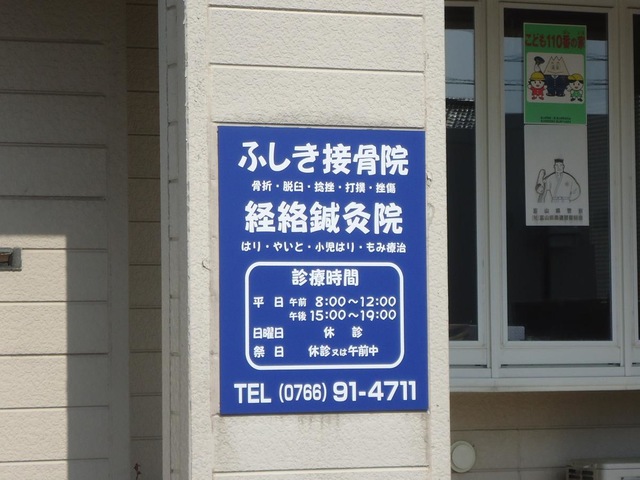 ふしき接骨院
骨折・脱臼・捻挫・打撲・挫傷
経絡鍼灸院
はり・やいと・小児はり・もみ療治
診療時間
平日 午前 8:00～12:00
午後 15:00～19:00
日曜日 休診
祭日 休診又は午前中
TEL (0766) 91-4711
こども110番の家